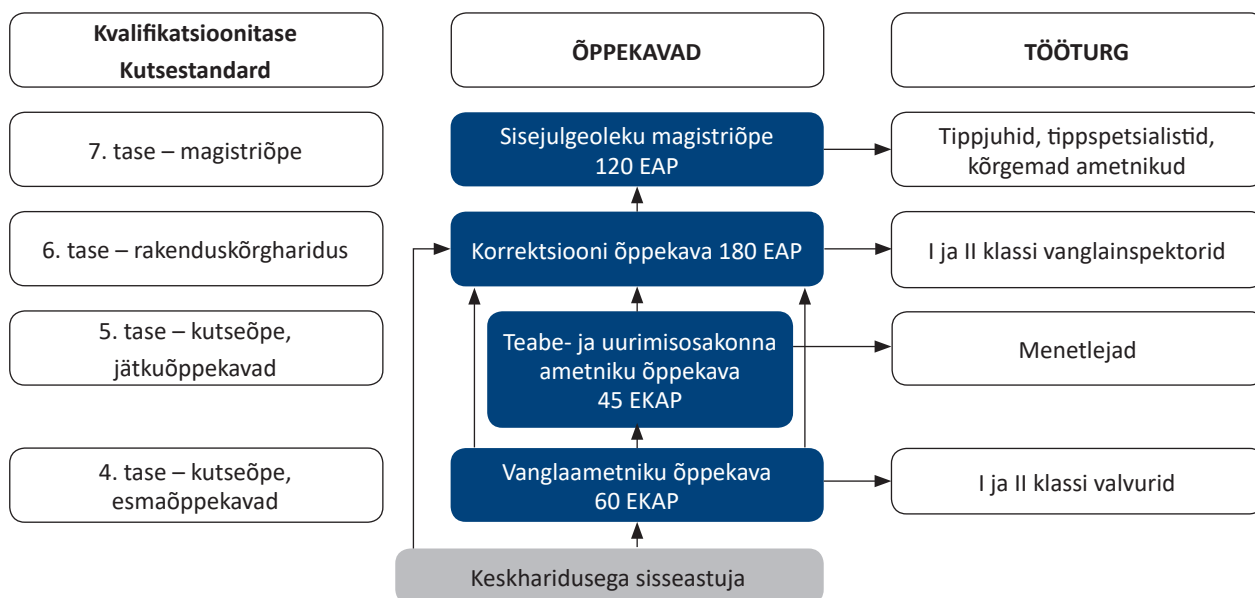 Kvalifikatsioonitase
Kutsestandard
ÕPPEKAVAD
TÖÖTURG
7. tase – magistriõpe
Sisejulgeoleku magistriõpe
120 EAP
Tippjuhid, tippspetsialistid,
kõrgemad ametnikud
6. tase – rakenduskõrgharidus
Korrektsiooni õppekava 180 EAP
I ja II klassi vanglainspektorid
5. tase – kutseõpe,
jätkuõppekavad
Teabe- ja uurimisosakonna
ametniku õppekava
45 EKAP
Menetlejad
4. tase – kutseõpe,
esmaõppekavad
Vanglaametniku õppekava
60 EKAP
I ja II klassi valvurid
Keskharidusega sisseastuja